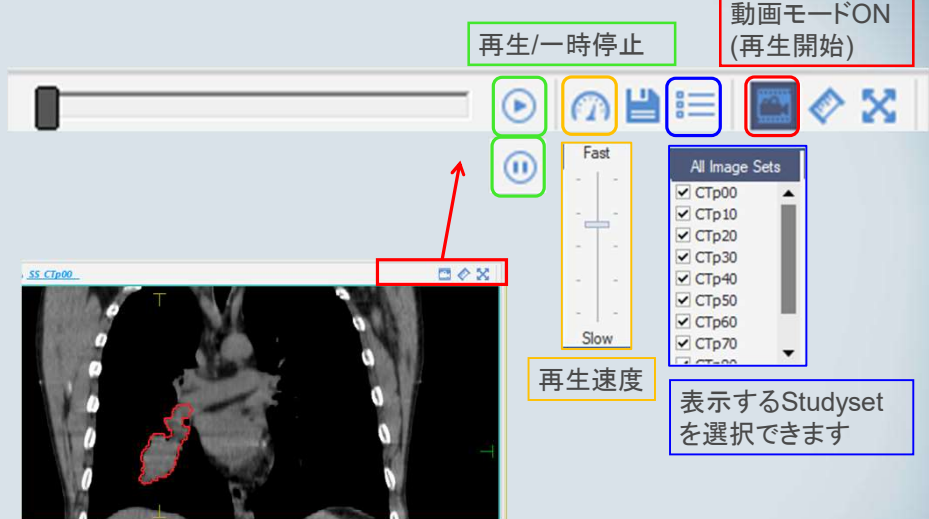 動画モードON
(再生開始)
再生/一時停止
Fast
Slow
All Image Sets
CTp00
CTp10
CTp20
CTp30
CTp40
CTp50
CTp60
CTp70
SS CTp00
再生速度
表示するStudyset
を選択できます